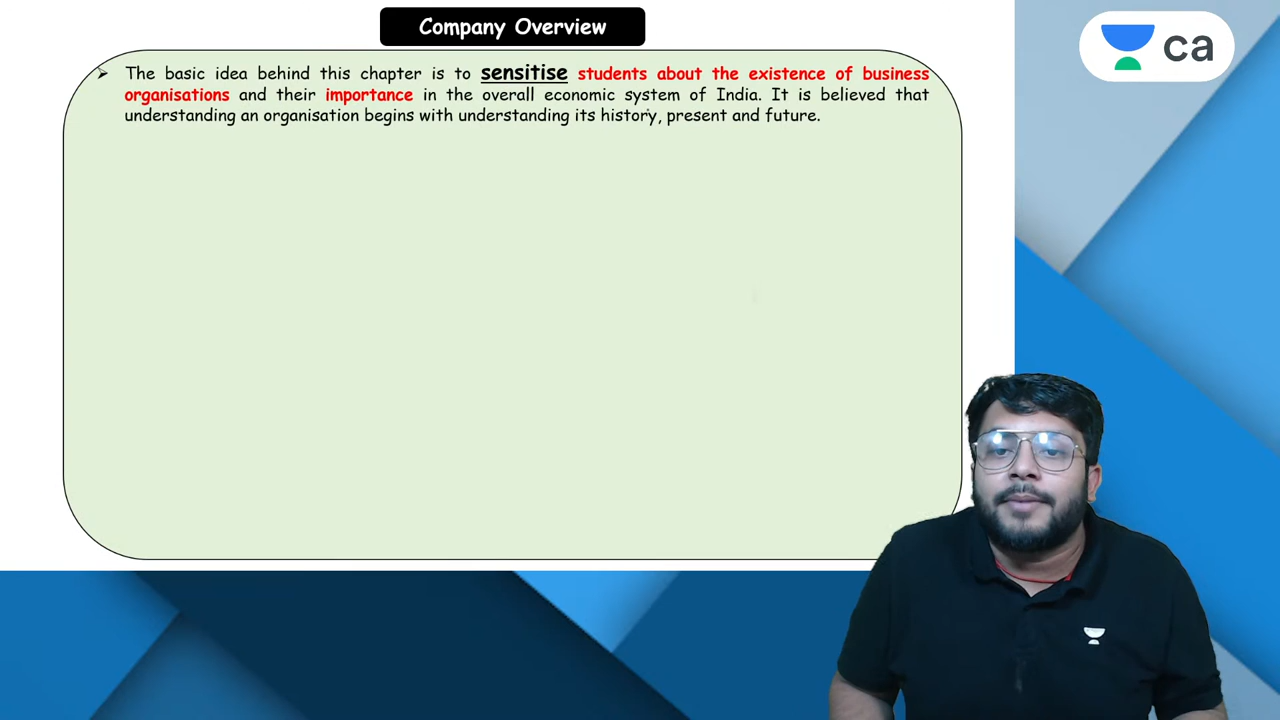 Company Overview
ca
➤ The basic idea behind this chapter is to sensitise students about the existence of business
organisations and their importance in the overall economic system of India. It is believed that
understanding an organisation begins with understanding its history, present and future.